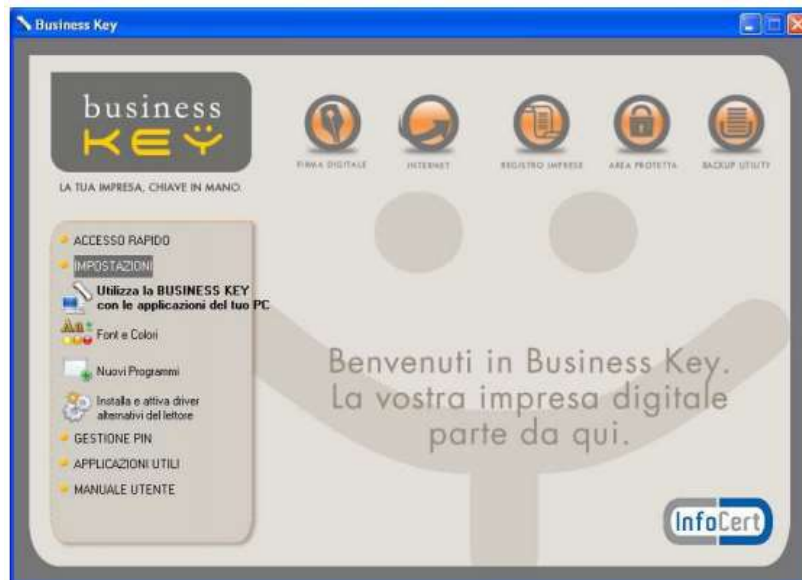 Business Key
business
KEY
LA TUA IMPRESA, CHIAVE IN MANO.
FIRMA DIGITALE
INTERNET
REGISTRO IMPRESE
AREA PROTETTA
BACKUP UTILITY
ACCESSO RAPIDO
IMPOSTAZIONI
Utilizza la BUSINESS KEY
con le applicazioni del tuo PC
Font e Colori
Nuovi Programmi
Installa e attiva driver
alternativi del lettore
GESTIONE PIN
APPLICAZIONI UTILI
MANUALE UTENTE
Benvenuti in Business Key.
La vostra impresa digitale
parte da qui.
InfoCert